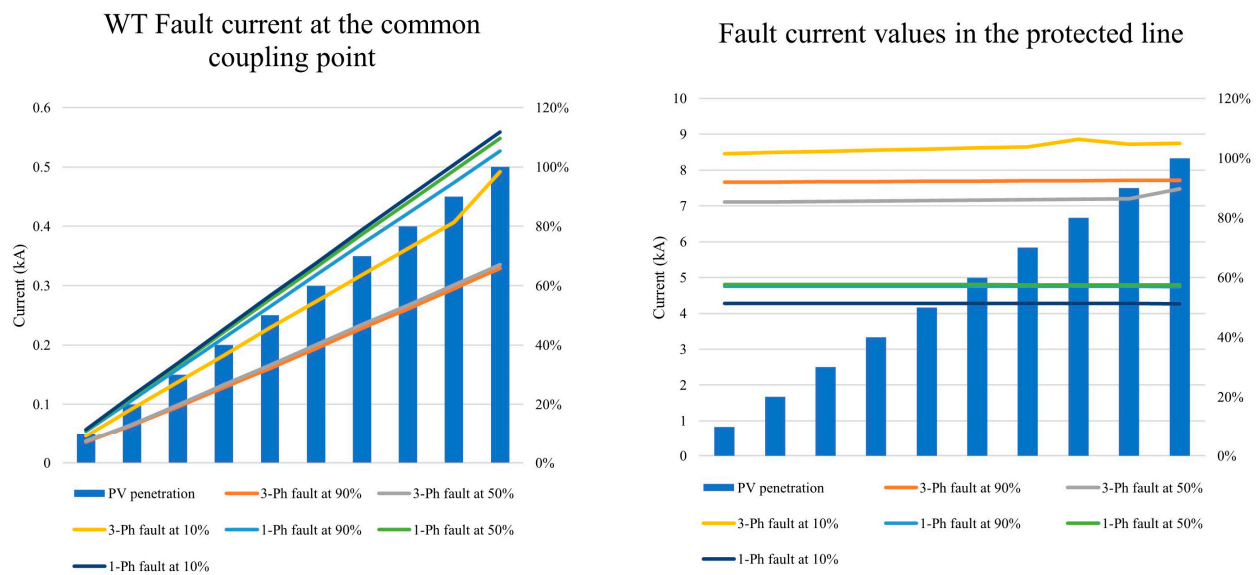 WT Fault current at the common
coupling point
0.6
0.5
0.4
0.3
0.2
0.1
0
Current (kA)
120%
100%
80%
60%
40%
20%
0%
PV penetration
3-Ph fault at 90%
3-Ph fault at 50%
3-Ph fault at 10%
1-Ph fault at 90%
1-Ph fault at 50%
1-Ph fault at 10%
Fault current values in the protected line
10
9
8
7
6
5
4
3
2
1
0
Current (kA)
120%
100%
80%
60%
40%
20%
0%
PV penetration
3-Ph fault at 90%
3-Ph fault at 50%
3-Ph fault at 10%
1-Ph fault at 90%
1-Ph fault at 50%
1-Ph fault at 10%